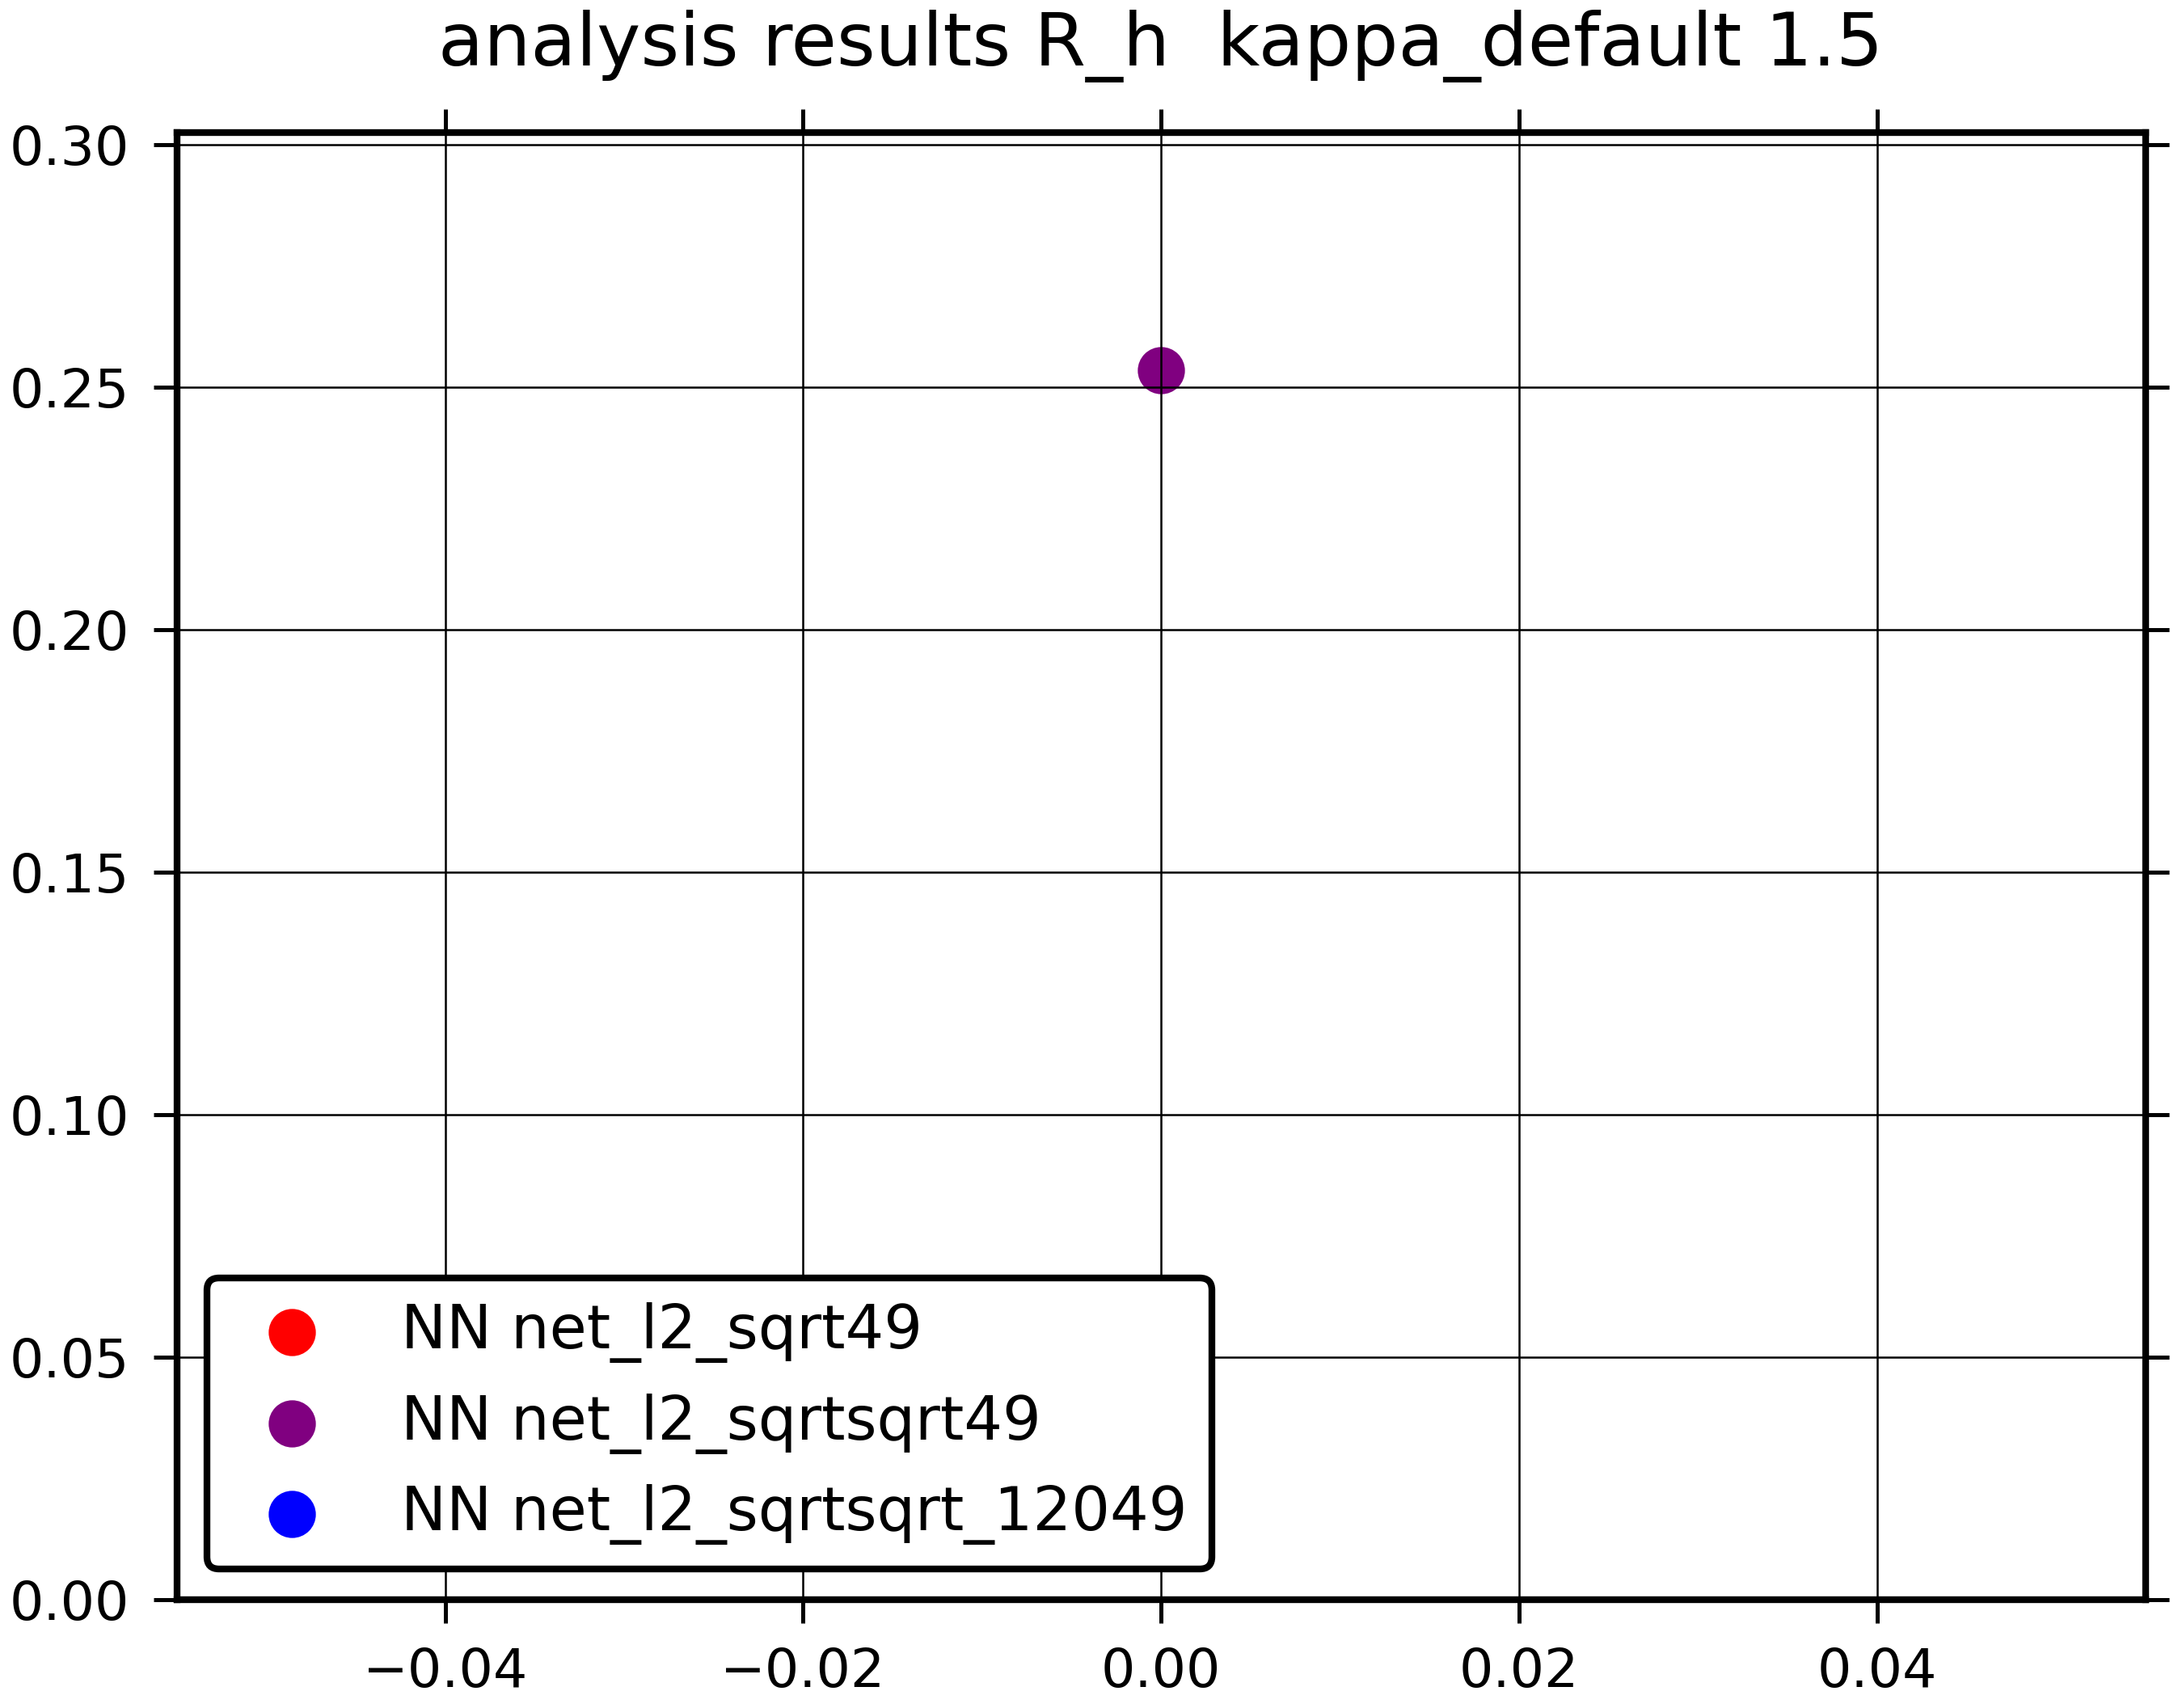 analysis results R_h  kappa_default 1.5
0.30
0.25
0.20
0.15
0.10
0.05
0.00
NN net_l2_sqrt49
NN net_l2_sqrtsqrt49
NN net_l2_sqrtsqrt_12049
−0.04 −0.02 0.00 0.02 0.04